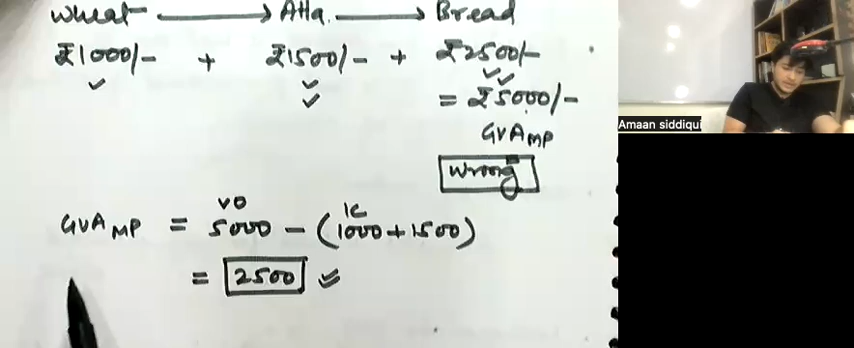 Wheat → Atta → Bread
₹1000/- + ₹1500/- + ₹2500/-
= ₹5000/-
GVA MP
Wrong
VO IC
GVA MP = 5000 - (1000+1500)
= 2500
Amaan siddiqui